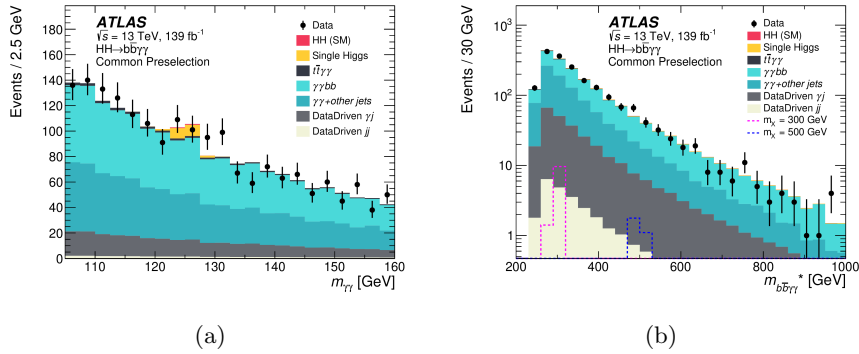 ATLAS
√s = 13 TeV, 139 fb⁻¹
HH→bb̅γγ
Common Preselection
Data
HH (SM)
Single Higgs
tt̅γγ
γγbb
γγ+other jets
DataDriven γj
DataDriven jj
Events / 2.5 GeV
180
160
140
120
100
80
60
40
20
0
110 120 130 140 150 160
m_γγ [GeV]
(a)
ATLAS
√s = 13 TeV, 139 fb⁻¹
HH→bb̅γγ
Common Preselection
Data
HH (SM)
Single Higgs
tt̅γγ
γγbb
γγ+other jets
DataDriven γj
DataDriven jj
m_X = 300 GeV
m_X = 500 GeV
Events / 30 GeV
10³
10²
10
1
200 400 600 800 1000
m_bb̅γγ* [GeV]
(b)